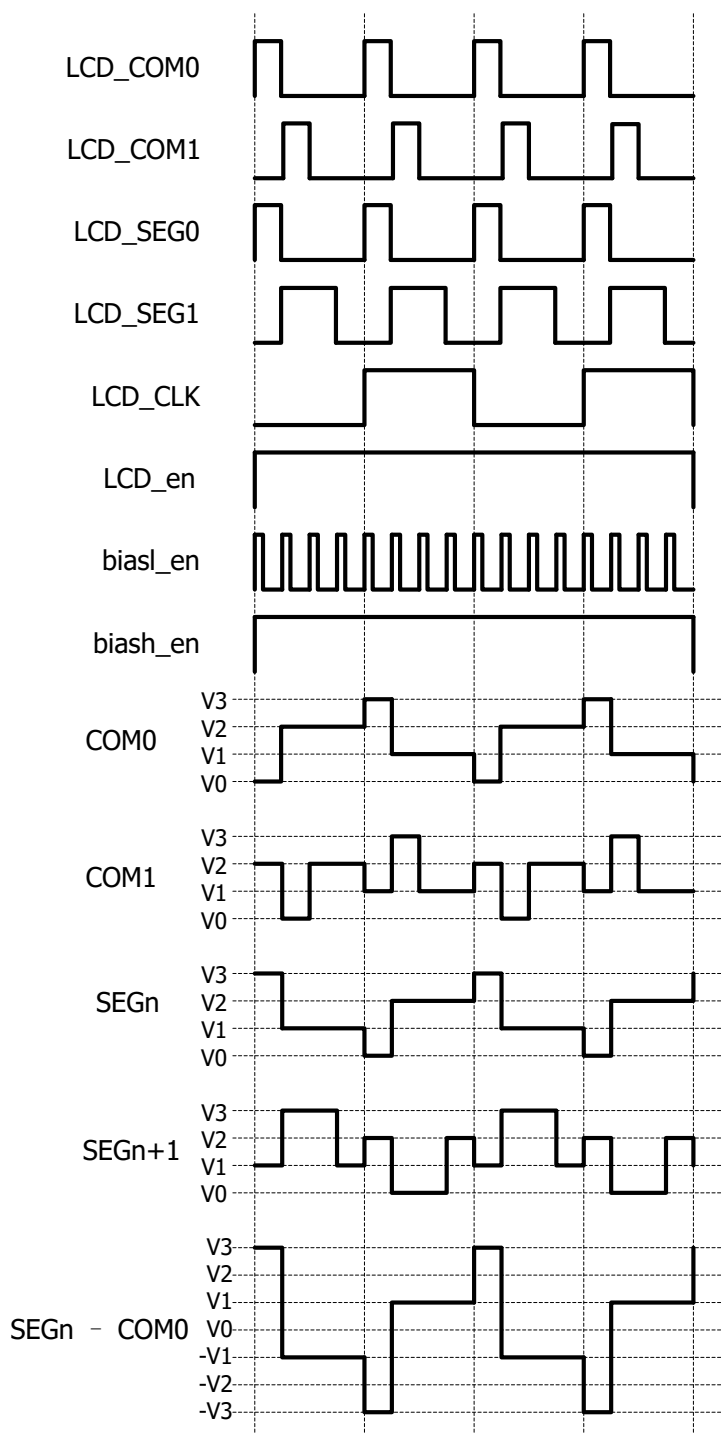 LCD_COM0
LCD_COM1
LCD_SEG0
LCD_SEG1
LCD_CLK
LCD_en
biasl_en
biash_en
COM0
V3
V2
V1
V0
COM1
V3
V2
V1
V0
SEGn
V3
V2
V1
V0
SEGn+1
V3
V2
V1
V0
SEGn - COM0
V3
V2
V1
V0
-V1
-V2
-V3